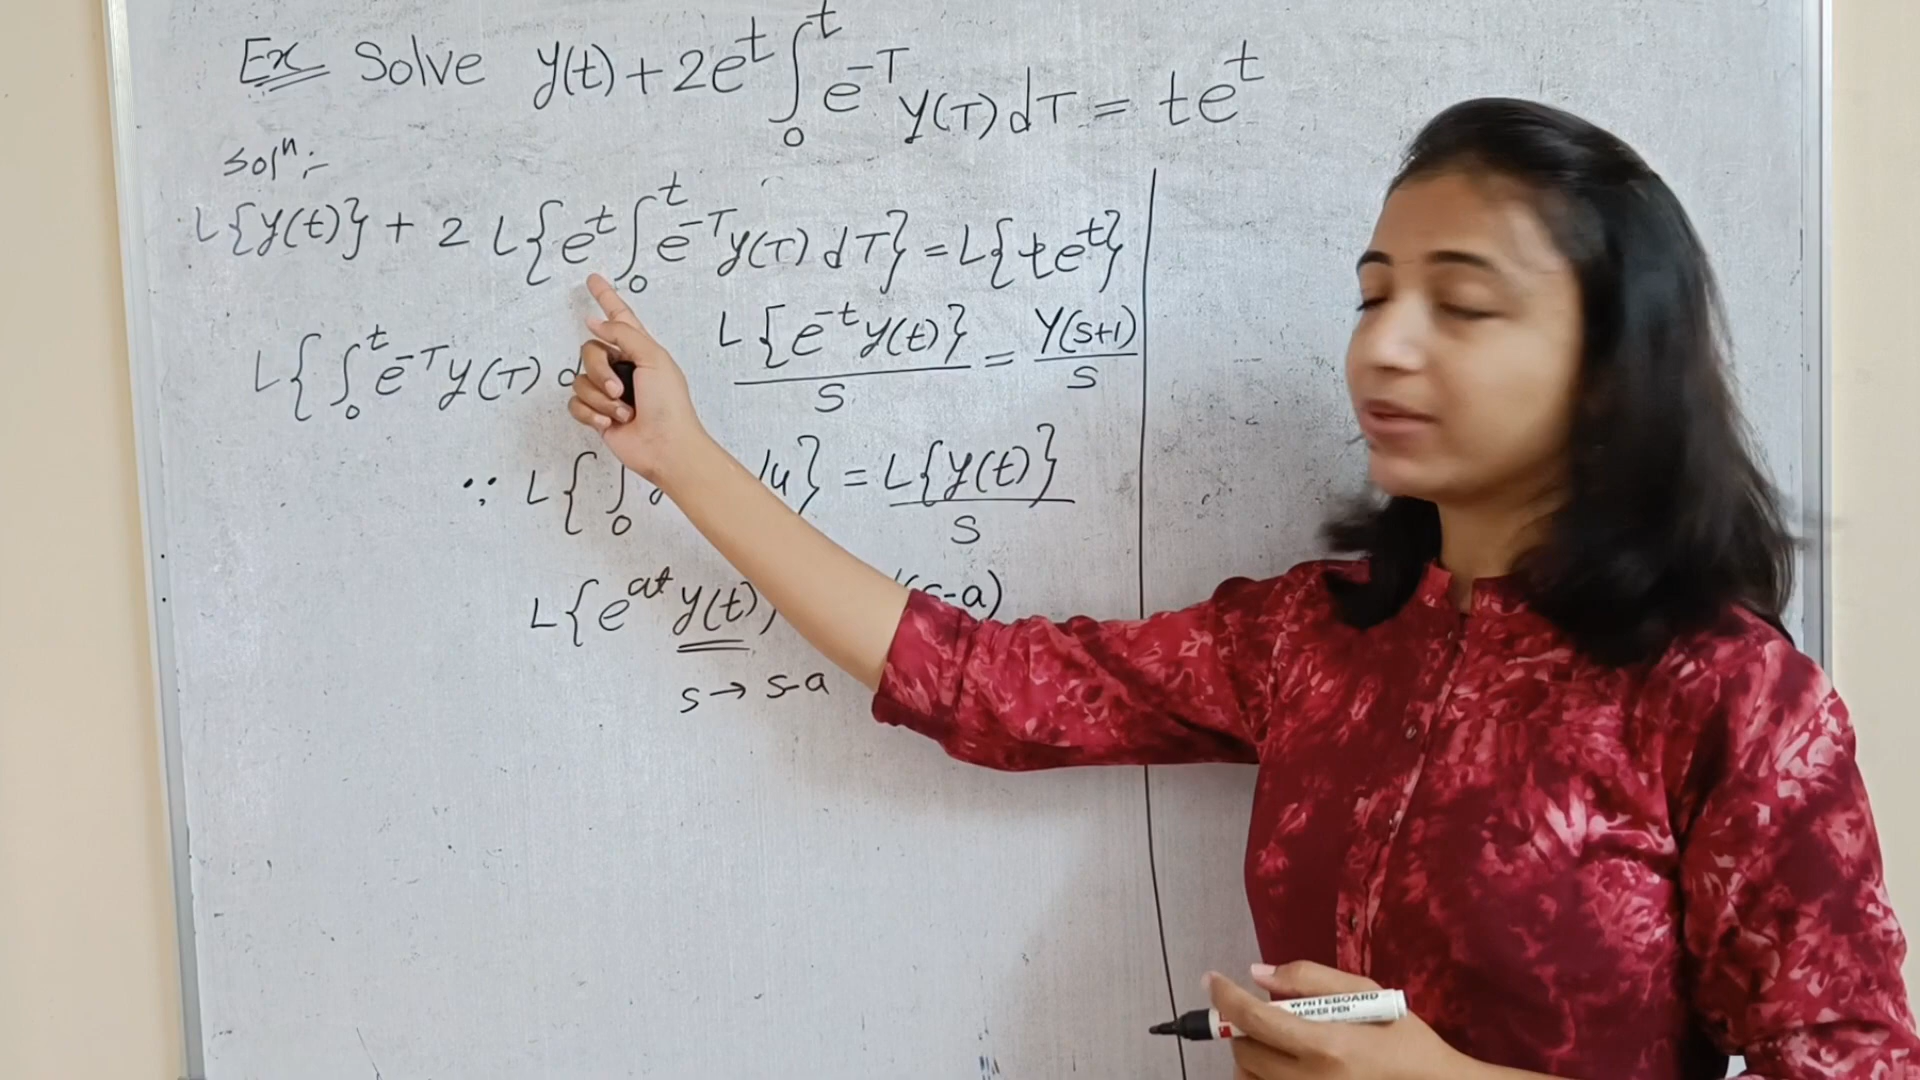 Ex Solve y(t) + 2e^t ∫_0^t e^{-T} y(T) dT = te^t
Solⁿ:-
L{y(t)} + 2 L{e^t ∫_0^t e^{-T} y(T) dT} = L{te^t}
L{∫_0^t e^{-T} y(T) d L{e^{-t} y(t)}/s = Y(s+1)/s
∵ L{∫_0 } = L{y(t)}/s
L{e^{at} y(t) (s-a)
s → s-a
WHITEBOARD
MARKER PEN